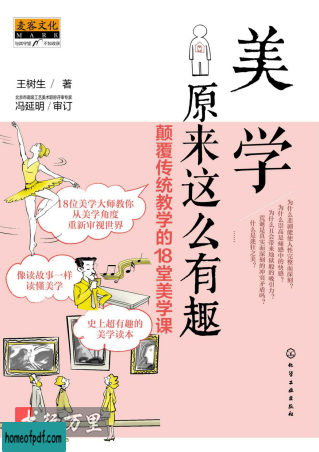 麦客文化
MARK
美学
原来这么有趣
颠覆传统教学的18堂美学课
王树生 / 著
冯延明/审订
18位美学大师教你
从美学角度
重新审视世界
像读故事一样
读懂美学
史上超有趣的
美学读本
……
什么是迷狂之美？
化学工业出版社
homeofpdf.com